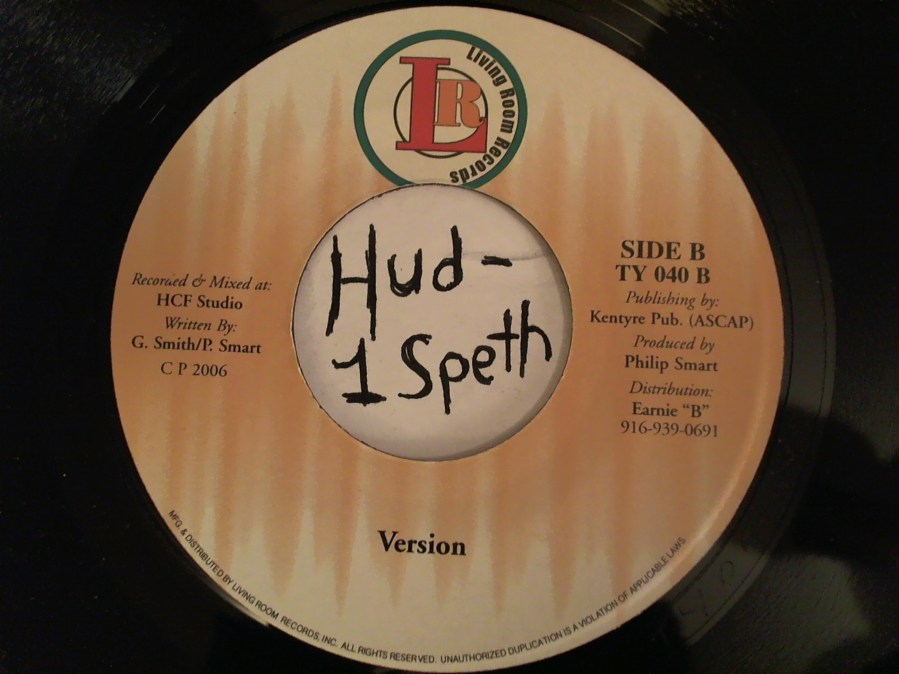 LR
Living Room Records
Hud-
1 Speth
Recorded & Mixed at:
HCF Studio
Written By:
G. Smith/P. Smart
C P 2006
SIDE B
TY 040 B
Publishing by:
Kentyre Pub. (ASCAP)
Produced by
Philip Smart
Distribution:
Earnie "B"
916-939-0691
Version
MFG. & DISTRIBUTED BY LIVING ROOM RECORDS, INC. ALL RIGHTS RESERVED. UNAUTHORIZED DUPLICATION IS A VIOLATION OF APPLICABLE LAWS